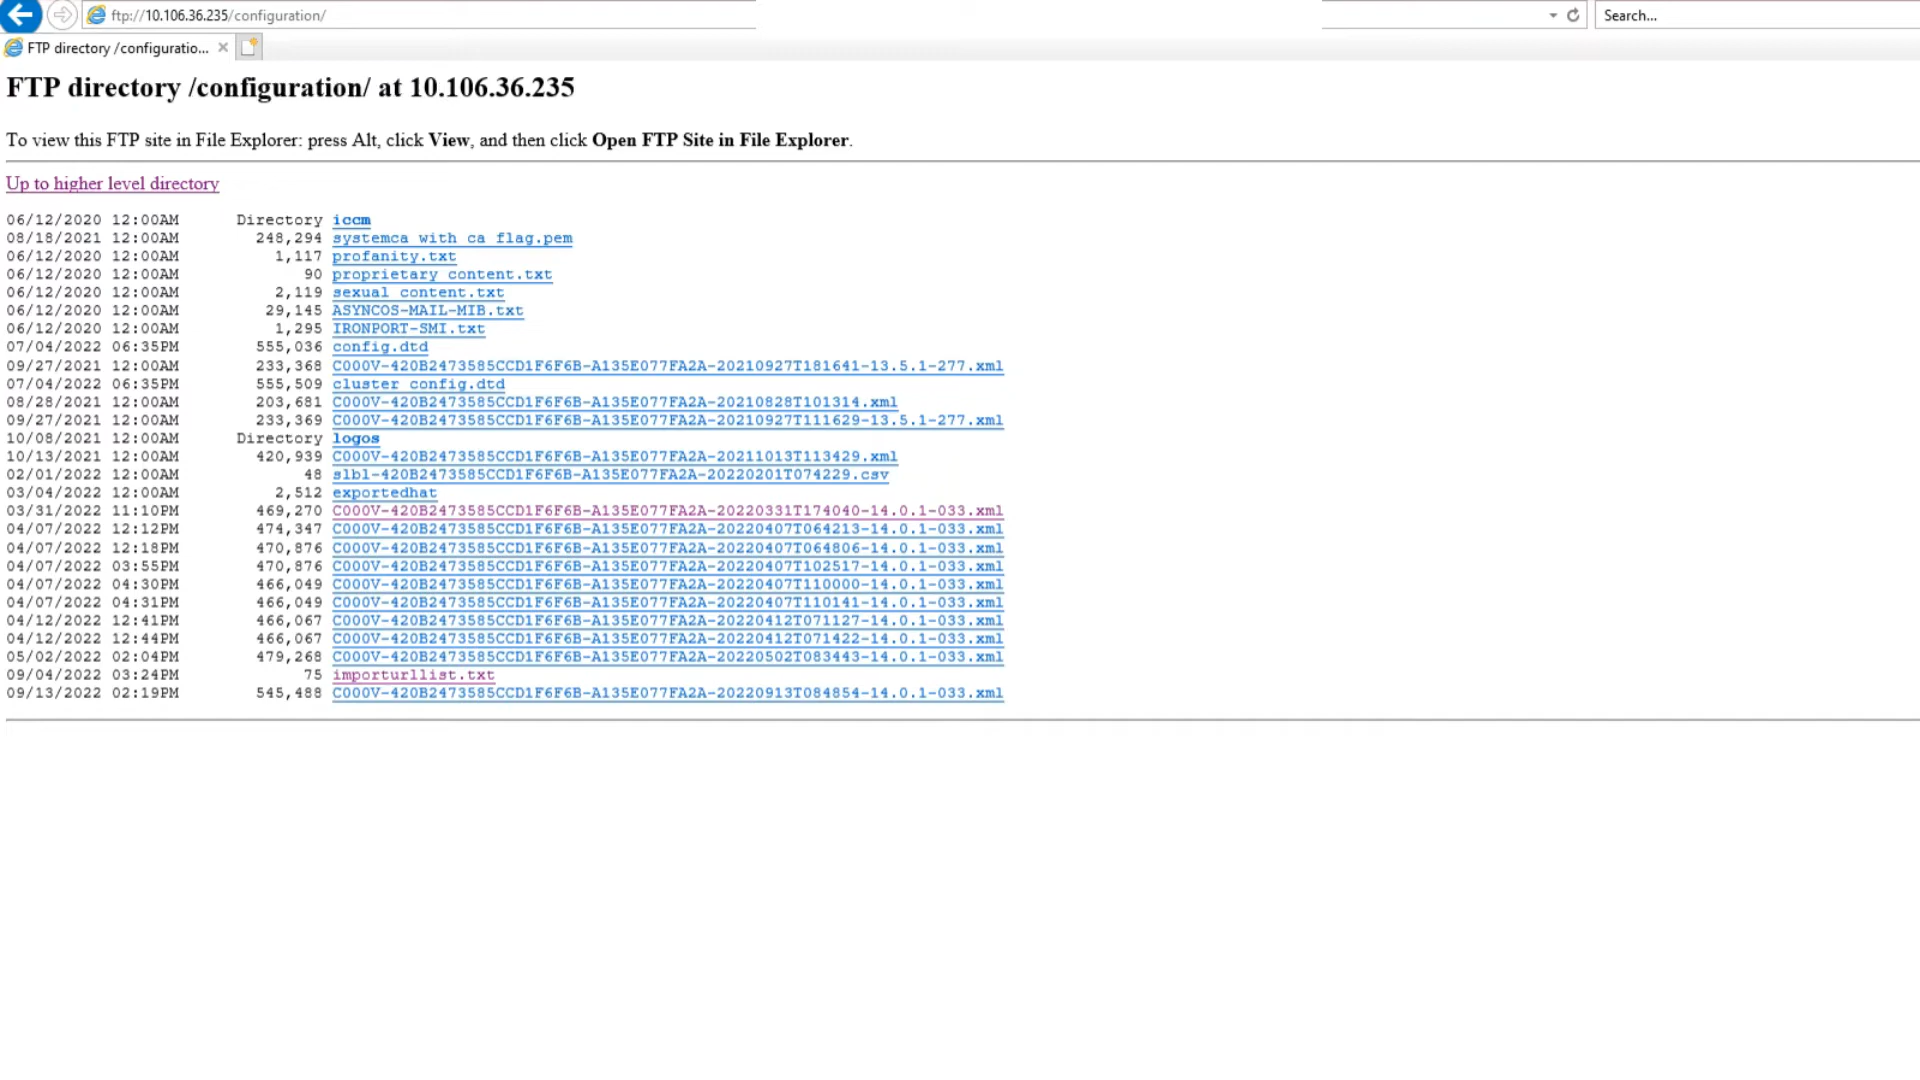 ftp://10.106.36.235/configuration/
Search...
FTP directory /configuratio...
FTP directory /configuration/ at 10.106.36.235
To view this FTP site in File Explorer: press Alt, click View, and then click Open FTP Site in File Explorer.
Up to higher level directory
06/12/2020 12:00AM Directory iccm
08/18/2021 12:00AM 248,294 systemca_with_ca_flag.pem
06/12/2020 12:00AM 1,117 profanity.txt
06/12/2020 12:00AM 90 proprietary_content.txt
06/12/2020 12:00AM 2,119 sexual_content.txt
06/12/2020 12:00AM 29,145 ASYNCOS-MAIL-MIB.txt
06/12/2020 12:00AM 1,295 IRONPORT-SMI.txt
07/04/2022 06:35PM 555,036 config.dtd
09/27/2021 12:00AM 233,368 C000V-420B2473585CCD1F6F6B-A135E077FA2A-20210927T181641-13.5.1-277.xml
07/04/2022 06:35PM 555,509 cluster_config.dtd
08/28/2021 12:00AM 203,681 C000V-420B2473585CCD1F6F6B-A135E077FA2A-20210828T101314.xml
09/27/2021 12:00AM 233,369 C000V-420B2473585CCD1F6F6B-A135E077FA2A-20210927T111629-13.5.1-277.xml
10/08/2021 12:00AM Directory logos
10/13/2021 12:00AM 420,939 C000V-420B2473585CCD1F6F6B-A135E077FA2A-20211013T113429.xml
02/01/2022 12:00AM 48 slbl-420B2473585CCD1F6F6B-A135E077FA2A-20220201T074229.csv
03/04/2022 12:00AM 2,512 exportedhat
03/31/2022 11:10PM 469,270 C000V-420B2473585CCD1F6F6B-A135E077FA2A-20220331T174040-14.0.1-033.xml
04/07/2022 12:12PM 474,347 C000V-420B2473585CCD1F6F6B-A135E077FA2A-20220407T064213-14.0.1-033.xml
04/07/2022 12:18PM 470,876 C000V-420B2473585CCD1F6F6B-A135E077FA2A-20220407T064806-14.0.1-033.xml
04/07/2022 03:55PM 470,876 C000V-420B2473585CCD1F6F6B-A135E077FA2A-20220407T102517-14.0.1-033.xml
04/07/2022 04:30PM 466,049 C000V-420B2473585CCD1F6F6B-A135E077FA2A-20220407T110000-14.0.1-033.xml
04/07/2022 04:31PM 466,049 C000V-420B2473585CCD1F6F6B-A135E077FA2A-20220407T110141-14.0.1-033.xml
04/12/2022 12:41PM 466,067 C000V-420B2473585CCD1F6F6B-A135E077FA2A-20220412T071127-14.0.1-033.xml
04/12/2022 12:44PM 466,067 C000V-420B2473585CCD1F6F6B-A135E077FA2A-20220412T071422-14.0.1-033.xml
05/02/2022 02:04PM 479,268 C000V-420B2473585CCD1F6F6B-A135E077FA2A-20220502T083443-14.0.1-033.xml
09/04/2022 03:24PM 75 importurllist.txt
09/13/2022 02:19PM 545,488 C000V-420B2473585CCD1F6F6B-A135E077FA2A-20220913T084854-14.0.1-033.xml